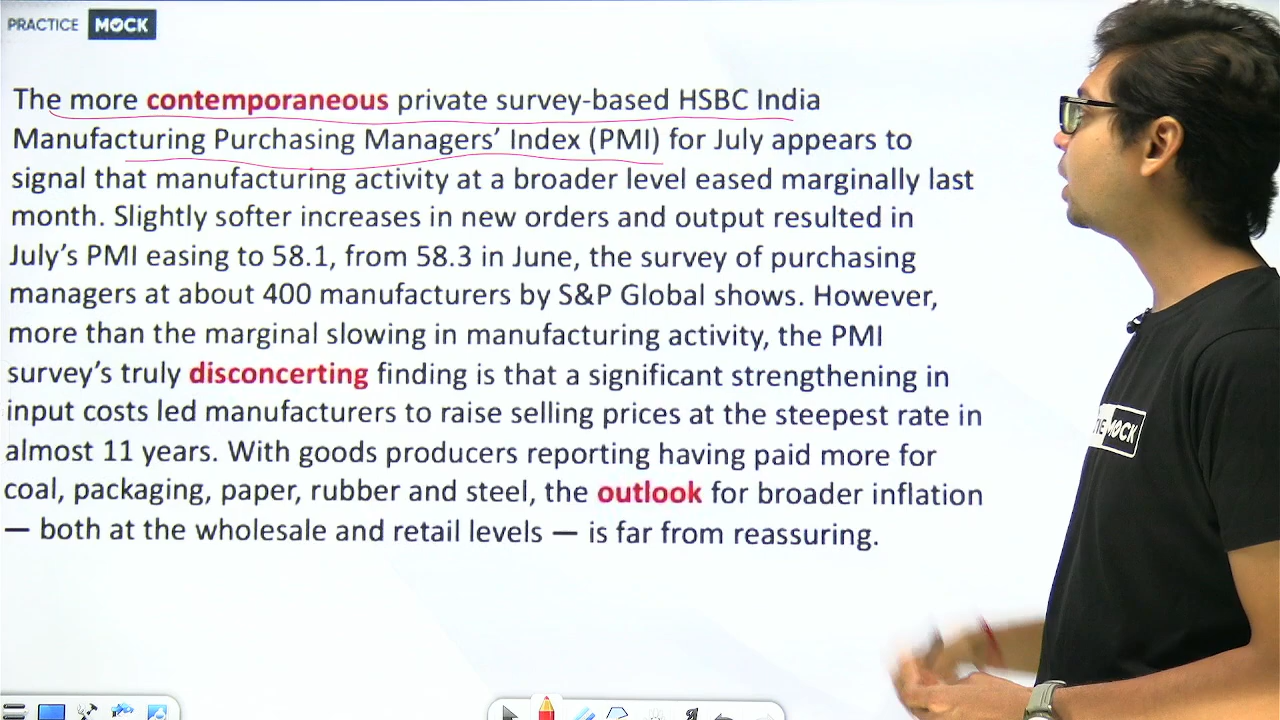 PRACTICE MOCK
The more contemporaneous private survey-based HSBC India
Manufacturing Purchasing Managers' Index (PMI) for July appears to
signal that manufacturing activity at a broader level eased marginally last
month. Slightly softer increases in new orders and output resulted in
July's PMI easing to 58.1, from 58.3 in June, the survey of purchasing
managers at about 400 manufacturers by S&P Global shows. However,
more than the marginal slowing in manufacturing activity, the PMI
survey's truly disconcerting finding is that a significant strengthening in
input costs led manufacturers to raise selling prices at the steepest rate in
almost 11 years. With goods producers reporting having paid more for
coal, packaging, paper, rubber and steel, the outlook for broader inflation
— both at the wholesale and retail levels — is far from reassuring.
MOCK